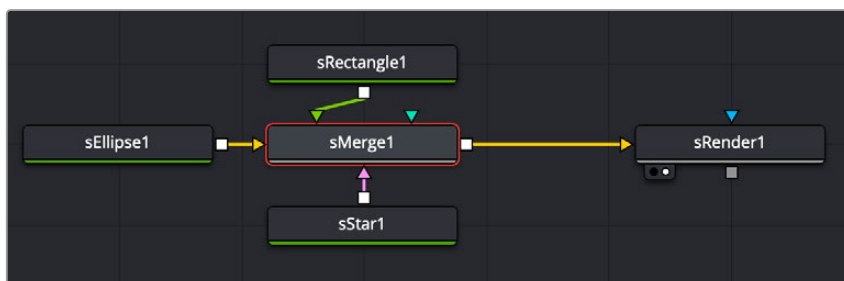 sRectangle1
sEllipse1
sMerge1
sRender1
sStar1